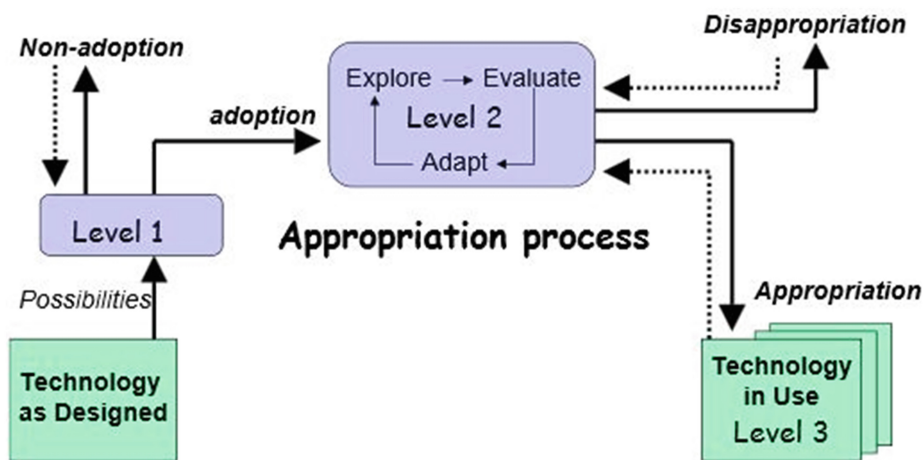 Non-adoption
Disappropriation
Explore
Evaluate
Level 2
Adapt
adoption
Level 1
Appropriation process
Possibilities
Appropriation
Technology
as Designed
Technology
in Use
Level 3